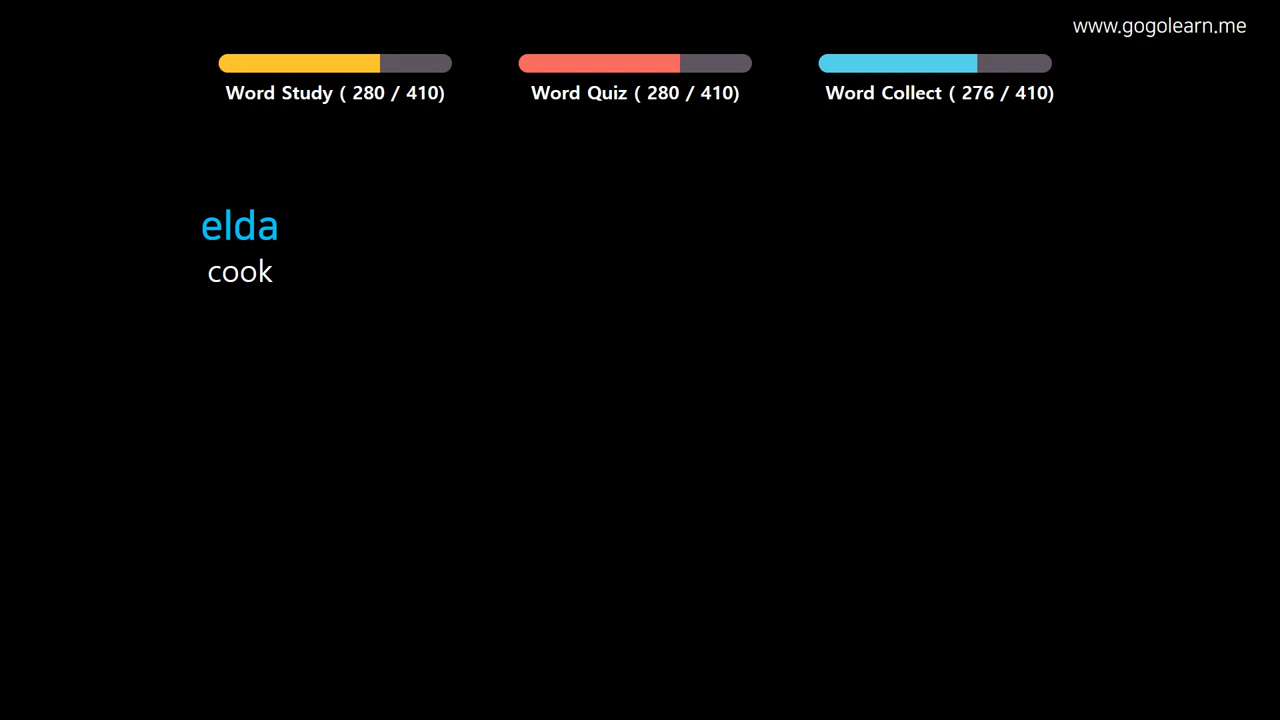 www.gogolearn.me
Word Study ( 280 / 410)
Word Quiz ( 280 / 410)
Word Collect ( 276 / 410)
elda
cook